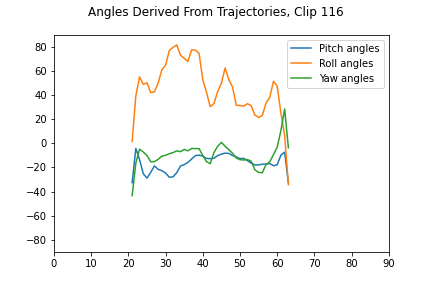 Angles Derived From Trajectories, Clip 116
Pitch angles
Roll angles
Yaw angles
80
60
40
20
0
−20
−40
−60
−80
0 10 20 30 40 50 60 70 80 90